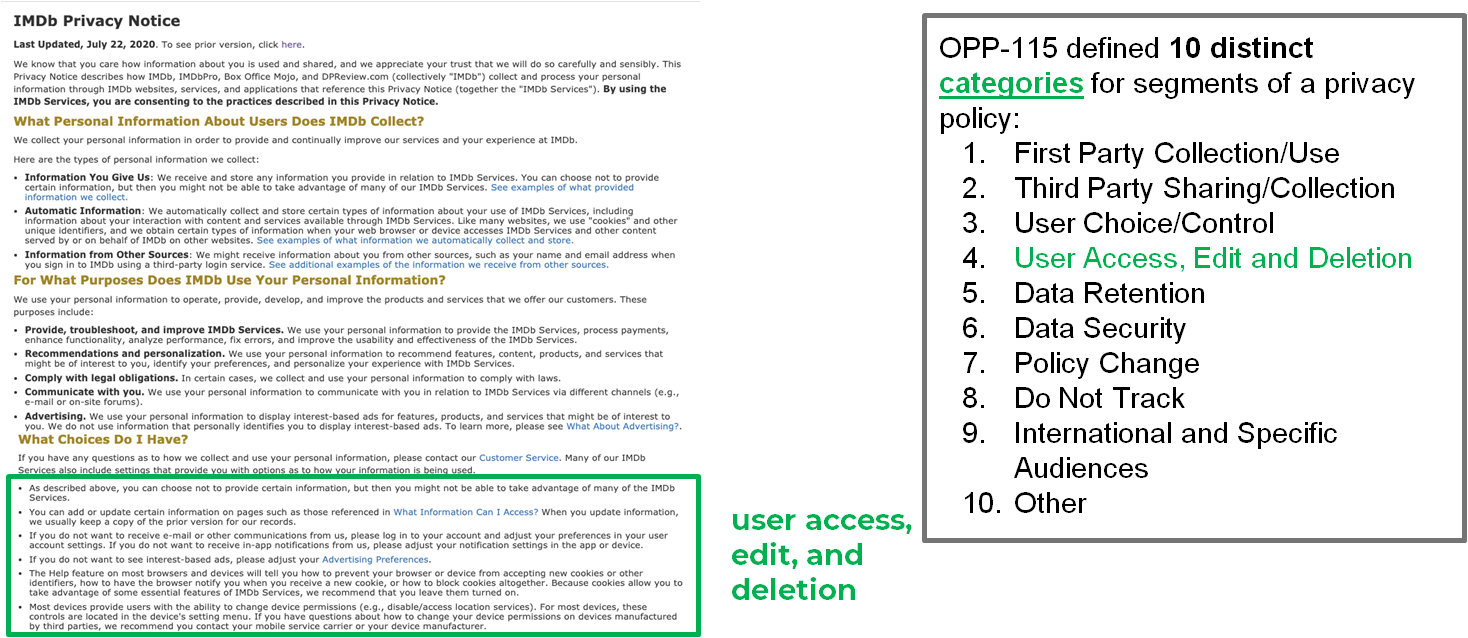 IMDb Privacy Notice
Last Updated, July 22, 2020. To see prior version, click here.
We know that you care how information about you is used and shared, and we appreciate your trust that we will do so carefully and sensibly. This
Privacy Notice describes how IMDb, IMDbPro, Box Office Mojo, and DPReview.com (collectively "IMDb") collect and process your personal
information through IMDb websites, services, and applications that reference this Privacy Notice (together the "IMDb Services"). By using the
IMDb Services, you are consenting to the practices described in this Privacy Notice.
What Personal Information About Users Does IMDb Collect?
We collect your personal information in order to provide and continually improve our services and your experience at IMDb.
Here are the types of personal information we collect:
• Information You Give Us: We receive and store any information you provide in relation to IMDb Services. You can choose not to provide
certain information, but then you might not be able to take advantage of many of our IMDb Services. See examples of what provided
information we collect.
• Automatic Information: We automatically collect and store certain types of information about your use of IMDb Services, including
information about your interaction with content and services available through IMDb Services. Like many websites, we use "cookies" and other
unique identifiers, and we obtain certain types of information when your web browser or device accesses IMDb Services and other content
served by or on behalf of IMDb on other websites. See examples of what information we automatically collect and store.
• Information from Other Sources: We might receive information about you from other sources, such as your name and email address when
you sign in to IMDb using a third-party login service. See additional examples of the information we receive from other sources.
For What Purposes Does IMDb Use Your Personal Information?
We use your personal information to operate, provide, develop, and improve the products and services that we offer our customers. These
purposes include:
• Provide, troubleshoot, and improve IMDb Services. We use your personal information to provide the IMDb Services, process payments,
enhance functionality, analyze performance, fix errors, and improve the usability and effectiveness of the IMDb Services.
• Recommendations and personalization. We use your personal information to recommend features, content, products, and services that
might be of interest to you, identify your preferences, and personalize your experience with IMDb Services.
• Comply with legal obligations. In certain cases, we collect and use your personal information to comply with laws.
• Communicate with you. We use your personal information to communicate with you in relation to IMDb Services via different channels (e.g.,
e-mail or on-site forums).
• Advertising. We use your personal information to display interest-based ads for features, products, and services that might be of interest to
you. We do not use information that personally identifies you to display interest-based ads. To learn more, please see What About Advertising?.
What Choices Do I Have?
If you have any questions as to how we collect and use your personal information, please contact our Customer Service. Many of our IMDb
Services also include settings that provide you with options as to how your information is being used.
• As described above, you can choose not to provide certain information, but then you might not be able to take advantage of many of the IMDb
Services.
• You can add or update certain information on pages such as those referenced in What Information Can I Access? When you update information,
we usually keep a copy of the prior version for our records.
• If you do not want to receive e-mail or other communications from us, please log in to your account and adjust your preferences in your user
account settings. If you do not want to receive in-app notifications from us, please adjust your notification settings in the app or device.
• If you do not want to see interest-based ads, please adjust your Advertising Preferences.
• The Help feature on most browsers and devices will tell you how to prevent your browser or device from accepting new cookies or other
identifiers, how to have the browser notify you when you receive a new cookie, or how to block cookies altogether. Because cookies allow you to
take advantage of some essential features of IMDb Services, we recommend that you leave them turned on.
• Most devices provide users with the ability to change device permissions (e.g., disable/access location services). For most devices, these
controls are located in the device's setting menu. If you have questions about how to change your device permissions on devices manufactured
by third parties, we recommend you contact your mobile service carrier or your device manufacturer.
user access,
edit, and
deletion
OPP-115 defined 10 distinct
categories for segments of a privacy
policy:
1. First Party Collection/Use
2. Third Party Sharing/Collection
3. User Choice/Control
4. User Access, Edit and Deletion
5. Data Retention
6. Data Security
7. Policy Change
8. Do Not Track
9. International and Specific
Audiences
10. Other